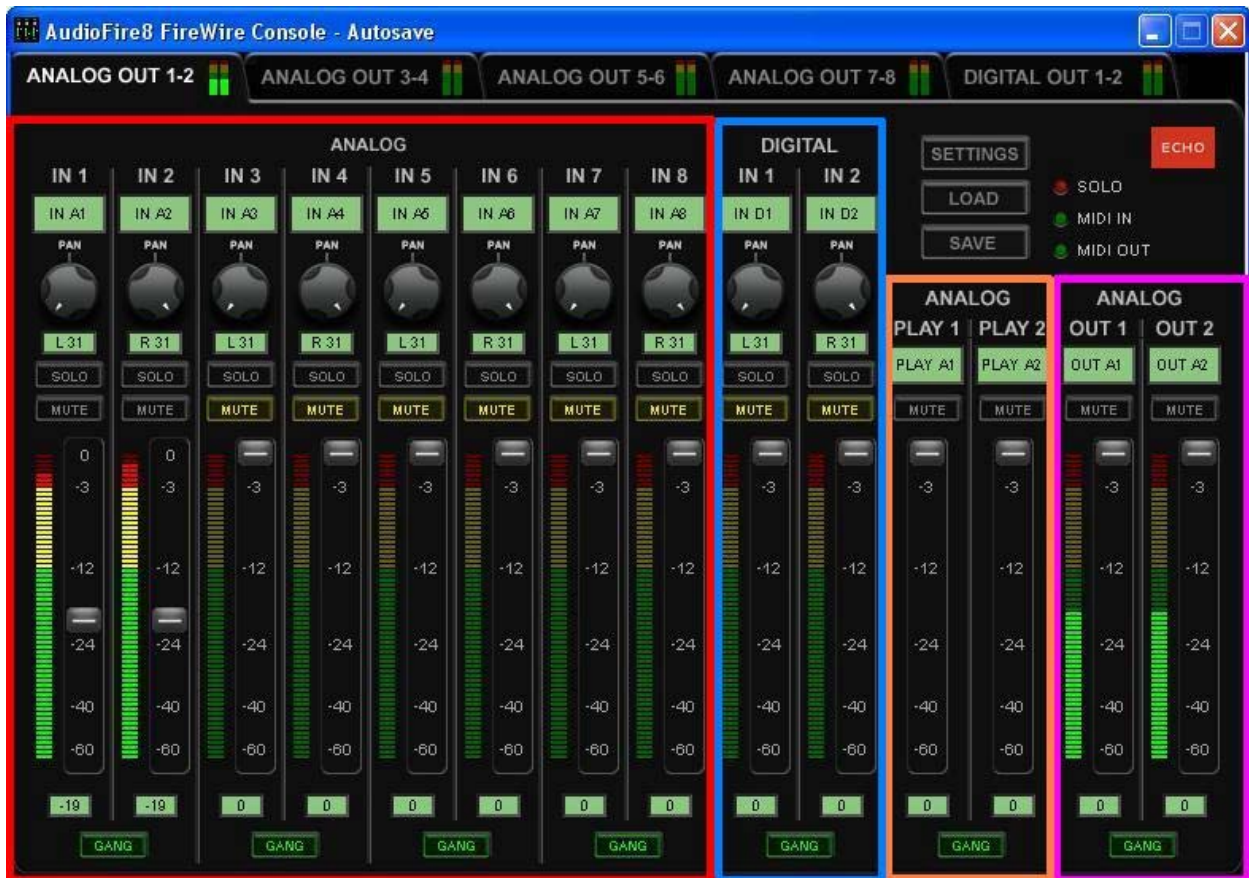 AudioFire8 FireWire Console - Autosave
ANALOG OUT 1-2 ANALOG OUT 3-4 ANALOG OUT 5-6 ANALOG OUT 7-8 DIGITAL OUT 1-2
ANALOG
IN 1 IN 2 IN 3 IN 4 IN 5 IN 6 IN 7 IN 8
IN A1 IN A2 IN A3 IN A4 IN A5 IN A6 IN A7 IN A8
PAN PAN PAN PAN PAN PAN PAN PAN
L 31 R 31 L 31 R 31 L 31 R 31 L 31 R 31
SOLO SOLO SOLO SOLO SOLO SOLO SOLO SOLO
MUTE MUTE MUTE MUTE MUTE MUTE MUTE MUTE
0 0
-3 -3 -3 -3 -3 -3 -3 -3
-12 -12 -12 -12 -12 -12 -12 -12
-24 -24 -24 -24 -24 -24 -24 -24
-40 -40 -40 -40 -40 -40 -40 -40
-60 -60 -60 -60 -60 -60 -60 -60
-19 -19 0 0 0 0 0 0
GANG GANG GANG GANG
DIGITAL
IN 1 IN 2
IN D1 IN D2
PAN PAN
L 31 R 31
SOLO SOLO
MUTE MUTE
-3 -3
-12 -12
-24 -24
-40 -40
-60 -60
0 0
GANG
SETTINGS
LOAD
SAVE
ECHO
SOLO
MIDI IN
MIDI OUT
ANALOG
PLAY 1 PLAY 2
PLAY A1 PLAY A2
MUTE MUTE
-3 -3
-12 -12
-24 -24
-40 -40
-60 -60
0 0
GANG
ANALOG
OUT 1 OUT 2
OUT A1 OUT A2
MUTE MUTE
-3 -3
-12 -12
-24 -24
-40 -40
-60 -60
0 0
GANG